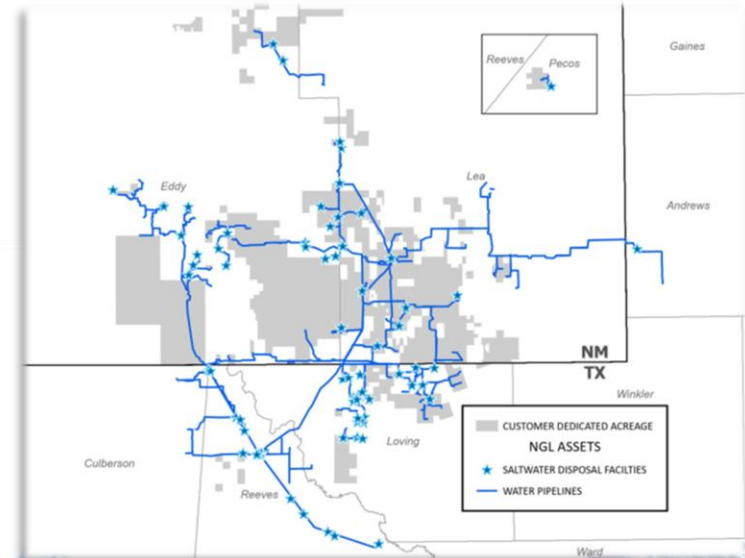 Gaines
Reeves
Pecos
Eddy
Lea
Andrews
NM
TX
Winkler
CUSTOMER DEDICATED ACREAGE
NGL ASSETS
SALTWATER DISPOSAL FACILTIES
WATER PIPELINES
Loving
Culberson
Reeves
Ward